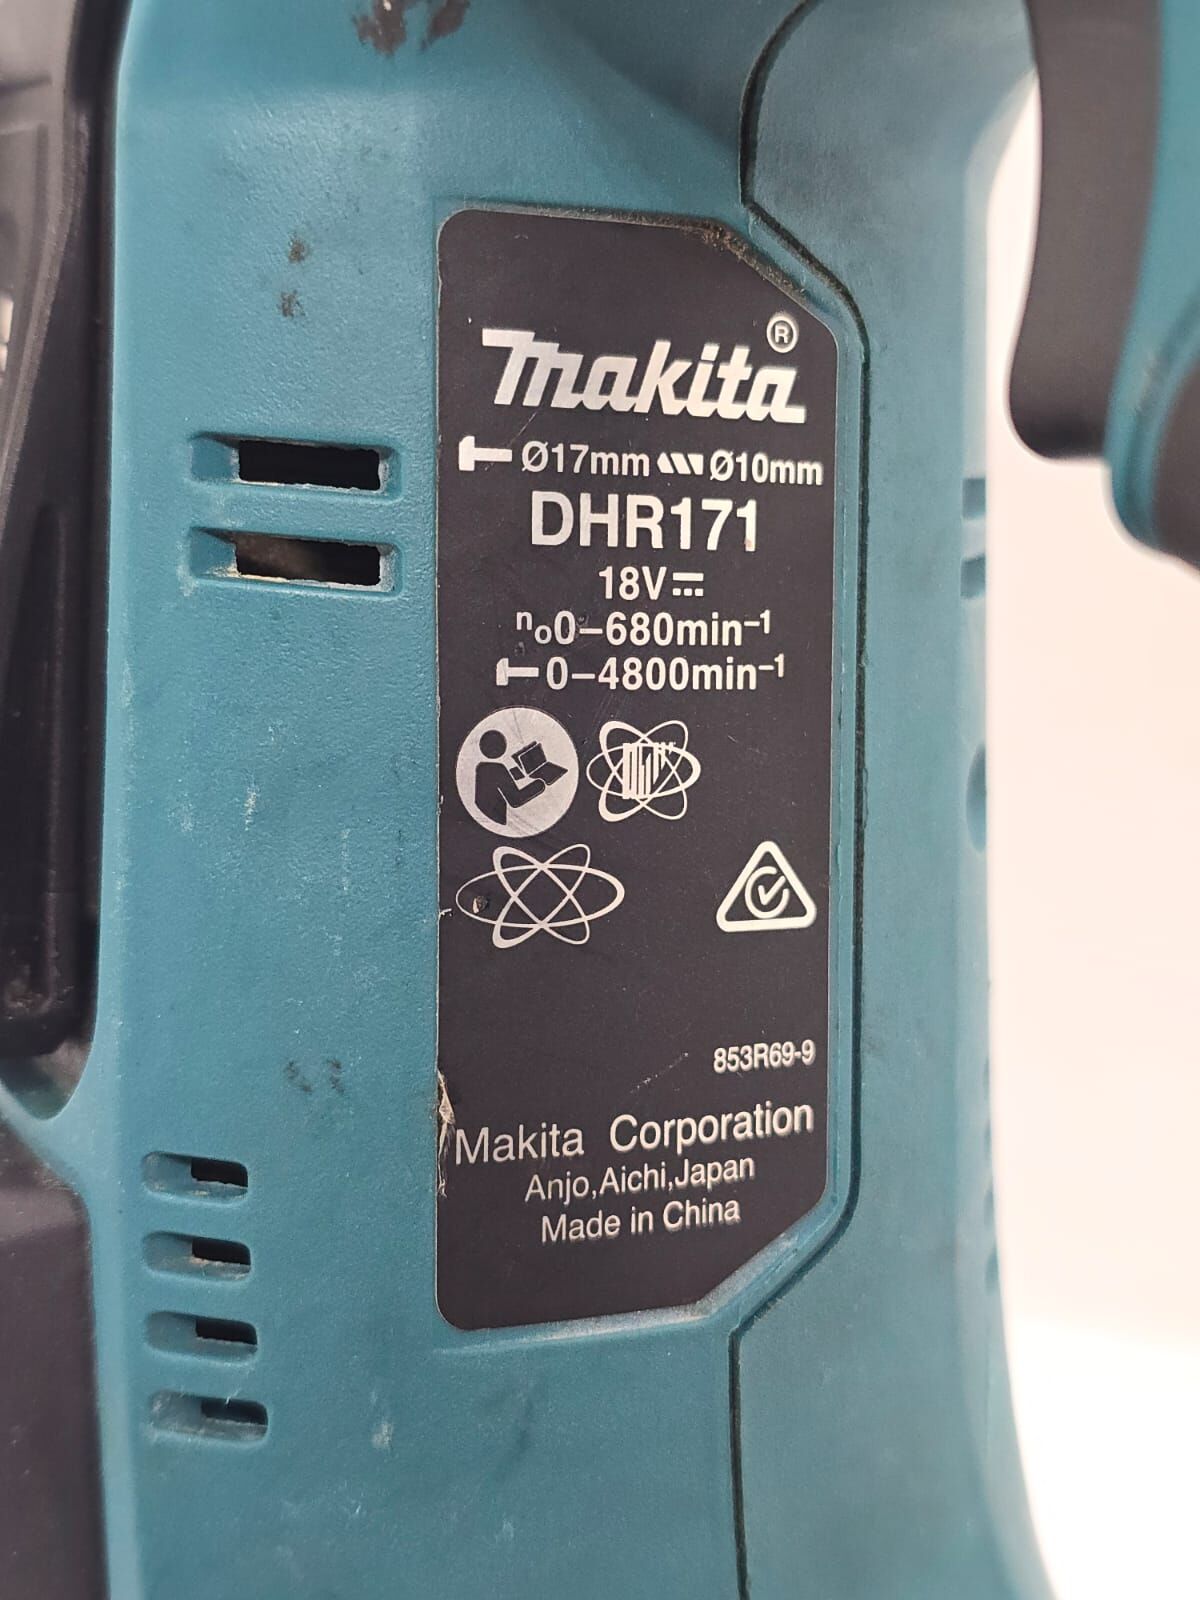 makita®
Ø17mm Ø10mm
DHR171
18V⎓
n₀0–680min⁻¹
0–4800min⁻¹
853R69-9
Makita Corporation
Anjo,Aichi,Japan
Made in China